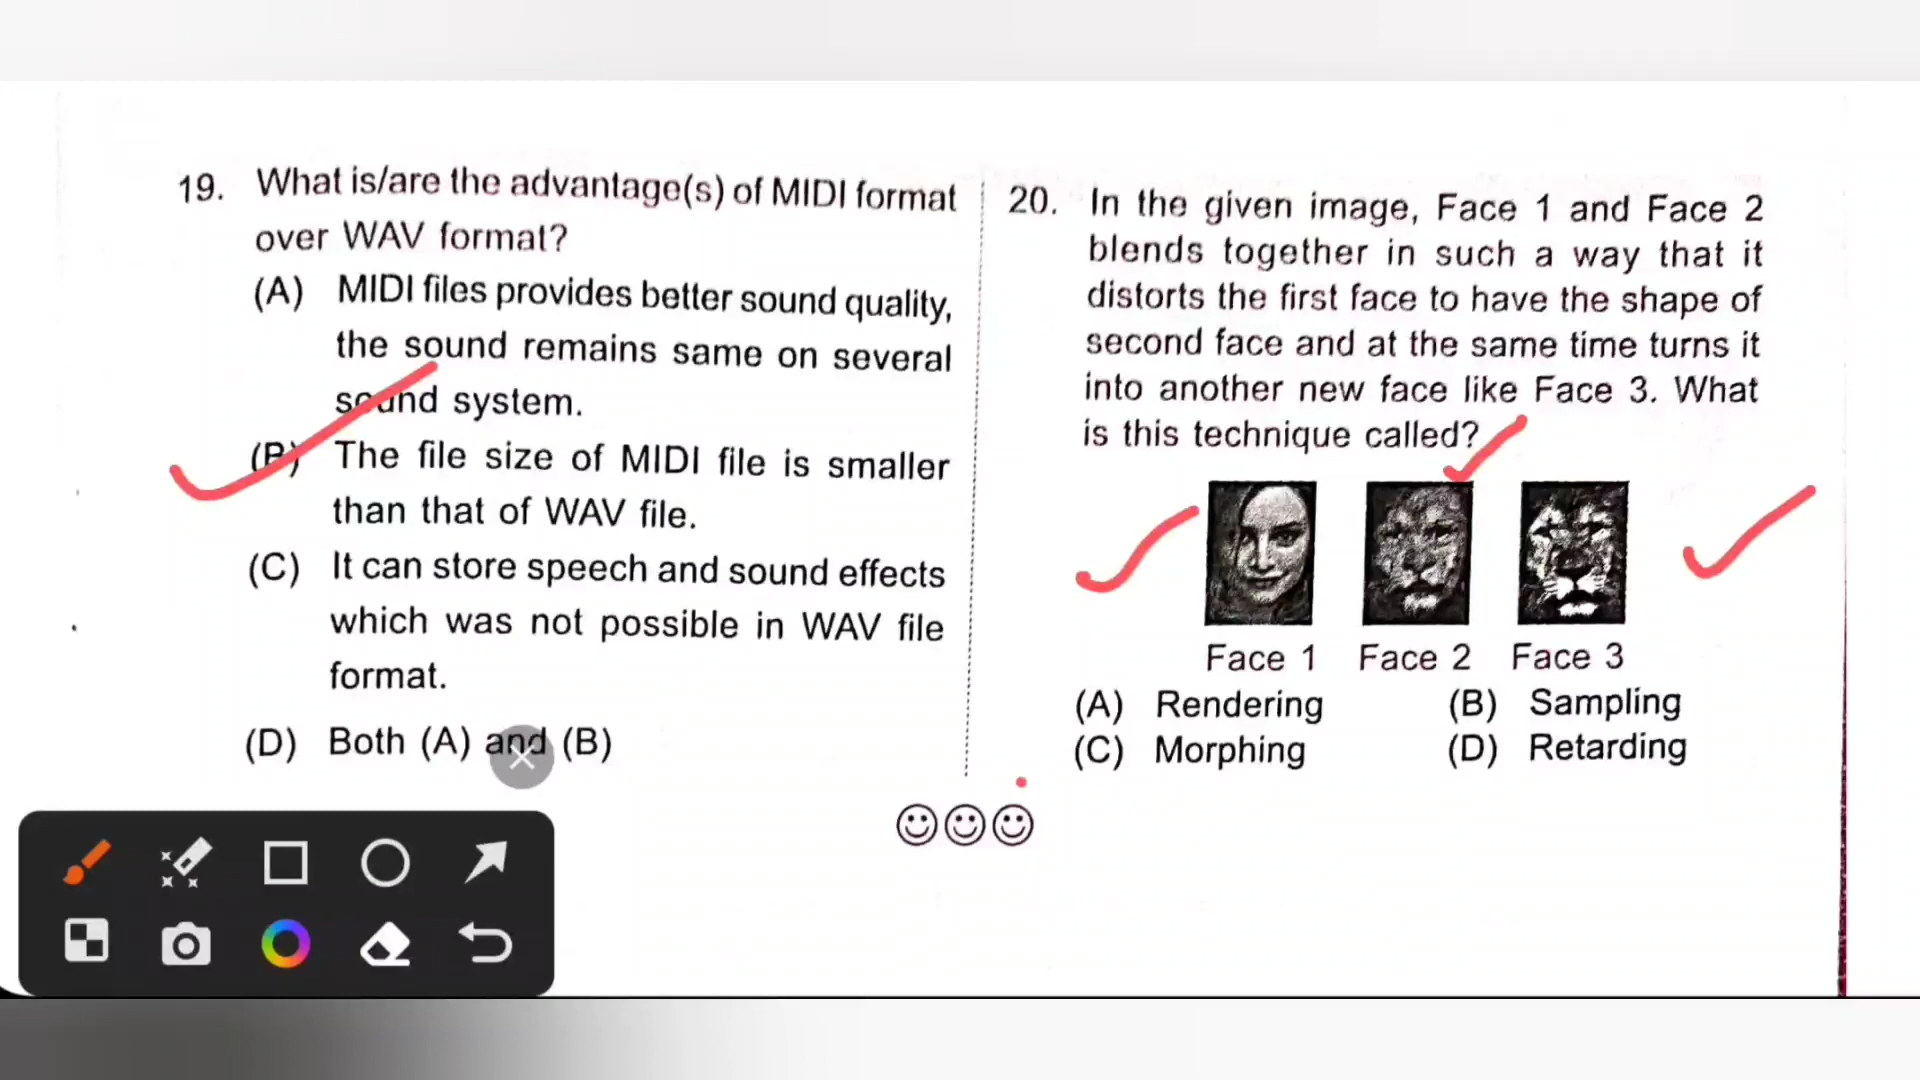 19. What is/are the advantage(s) of MIDI format
over WAV format?
(A) MIDI files provides better sound quality,
the sound remains same on several
sound system.
(B) The file size of MIDI file is smaller
than that of WAV file.
(C) It can store speech and sound effects
which was not possible in WAV file
format.
(D) Both (A) and (B)
20. In the given image, Face 1 and Face 2
blends together in such a way that it
distorts the first face to have the shape of
second face and at the same time turns it
into another new face like Face 3. What
is this technique called?
Face 1 Face 2 Face 3
(A) Rendering (B) Sampling
(C) Morphing (D) Retarding